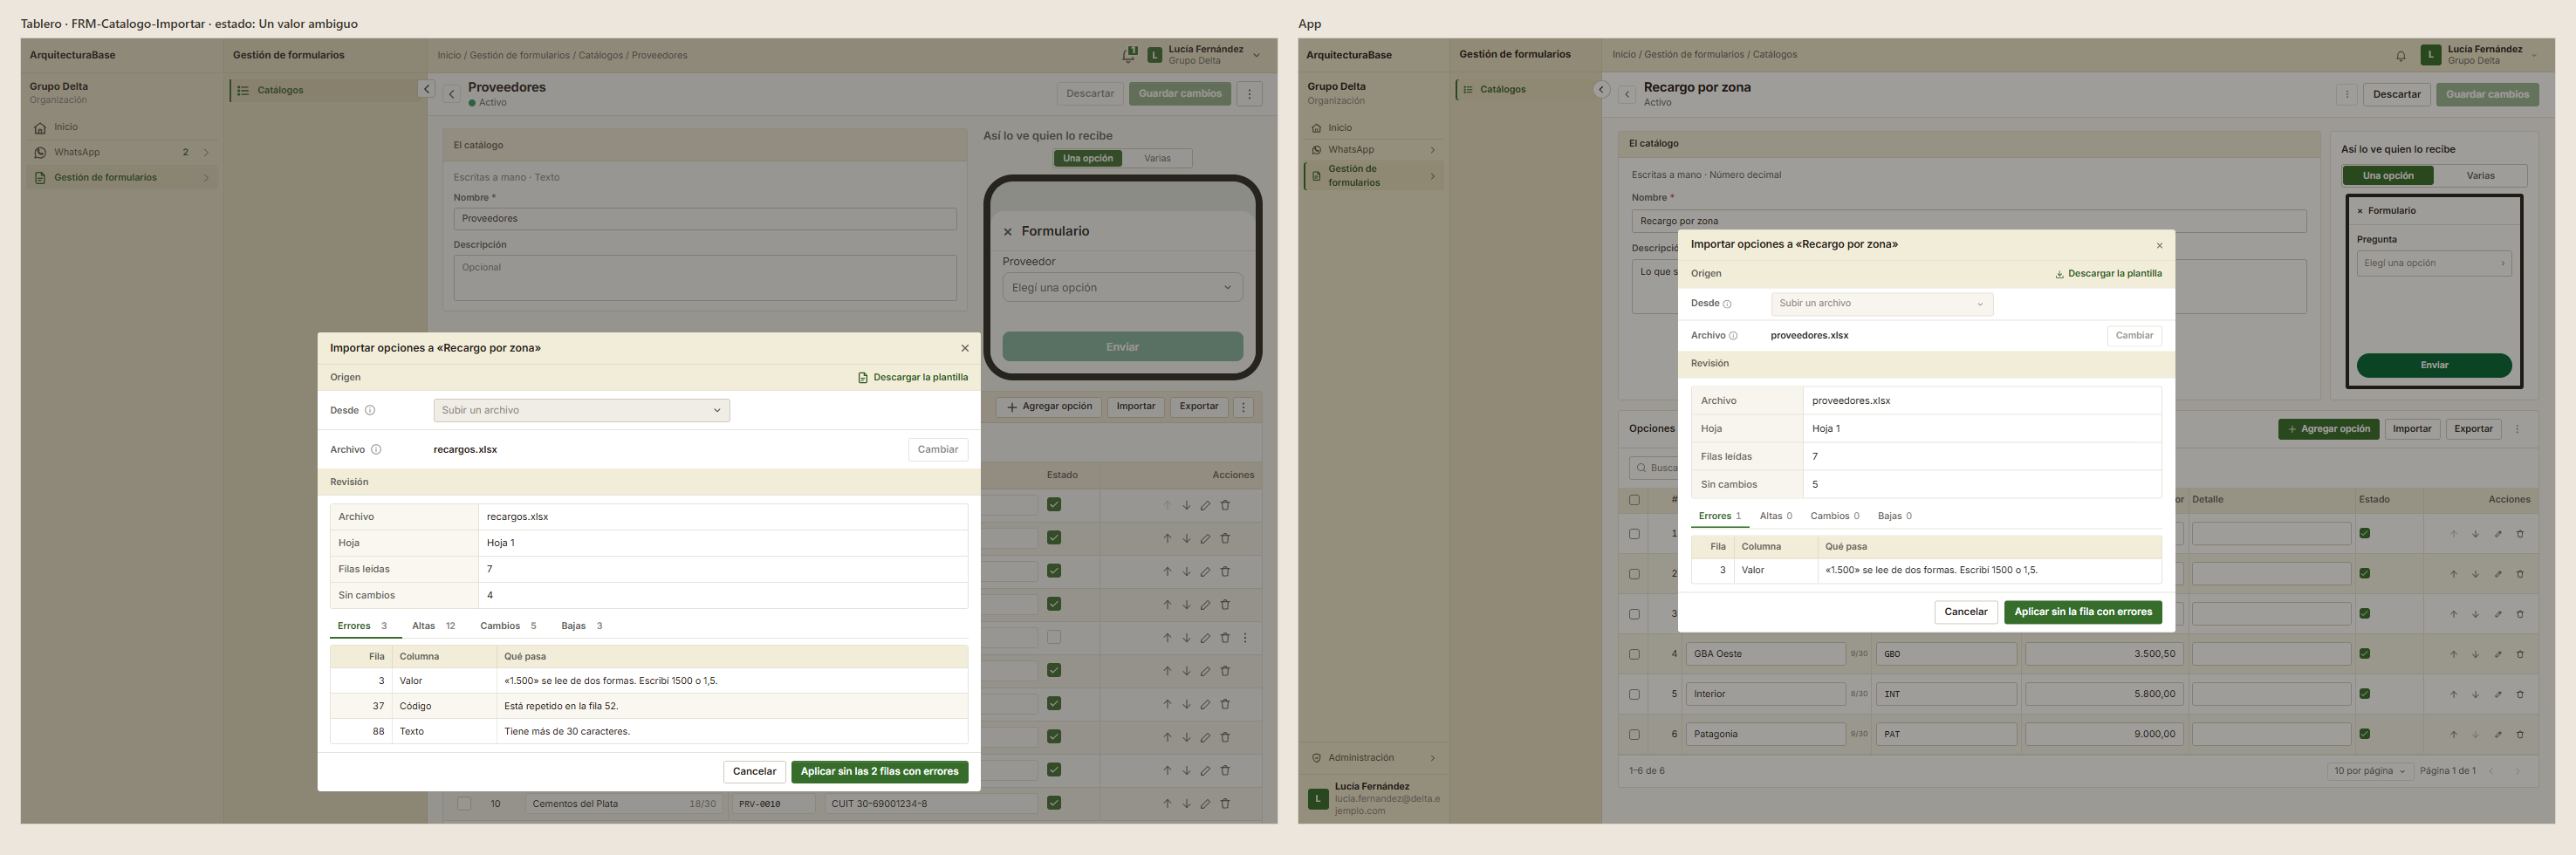 Tablero · FRM-Catalogo-Importar · estado: Un valor ambiguo
ArquitecturaBase
Gestión de formularios
Inicio / Gestión de formularios / Catálogos / Proveedores
1
L
Lucía Fernández
Grupo Delta
Grupo Delta
Organización
Catálogos
Proveedores
Activo
Descartar
Guardar cambios
Inicio
WhatsApp 2
Gestión de formularios
El catálogo
Escritas a mano · Texto
Nombre *
Proveedores
Descripción
Opcional
Así lo ve quien lo recibe
Una opción
Varias
Formulario
Proveedor
Elegí una opción
Enviar
Agregar opción
Importar
Exportar
Estado
Acciones
10
Cementos del Plata
18/30
PRV-0010
CUIT 30-69001234-8
Importar opciones a «Recargo por zona»
Origen
Descargar la plantilla
Desde
Subir un archivo
Archivo
recargos.xlsx
Cambiar
Revisión
Archivo recargos.xlsx
Hoja Hoja 1
Filas leídas 7
Sin cambios 4
Errores 3 Altas 12 Cambios 5 Bajas 3
Fila Columna Qué pasa
3 Valor «1.500» se lee de dos formas. Escribí 1500 o 1,5.
37 Código Está repetido en la fila 52.
88 Texto Tiene más de 30 caracteres.
Cancelar
Aplicar sin las 2 filas con errores
App
ArquitecturaBase
Gestión de formularios
Inicio / Gestión de formularios / Catálogos
L
Lucía Fernández
Grupo Delta
Grupo Delta
Organización
Catálogos
Recargo por zona
Activo
Descartar
Guardar cambios
Inicio
WhatsApp
Gestión de
formularios
El catálogo
Escritas a mano · Número decimal
Nombre *
Recargo por zona
Descripció
Lo que s
Así lo ve quien lo recibe
Una opción
Varias
Formulario
Pregunta
Elegí una opción
Enviar
Importar opciones a «Recargo por zona»
Origen
Descargar la plantilla
Desde
Subir un archivo
Archivo
proveedores.xlsx
Cambiar
Revisión
Archivo proveedores.xlsx
Hoja Hoja 1
Filas leídas 7
Sin cambios 5
Errores 1 Altas 0 Cambios 0 Bajas 0
Fila Columna Qué pasa
3 Valor «1.500» se lee de dos formas. Escribí 1500 o 1,5.
Cancelar
Aplicar sin la fila con errores
Opciones
Agregar opción
Importar
Exportar
Busca
# or Detalle Estado Acciones
1
2
3
4 GBA Oeste 9/30 GBO 3.500,50
5 Interior 8/30 INT 5.800,00
6 Patagonia 9/30 PAT 9.000,00
1–6 de 6
10 por página
Página 1 de 1
Administración
L
Lucía Fernández
lucia.fernandez@delta.e
jemplo.com